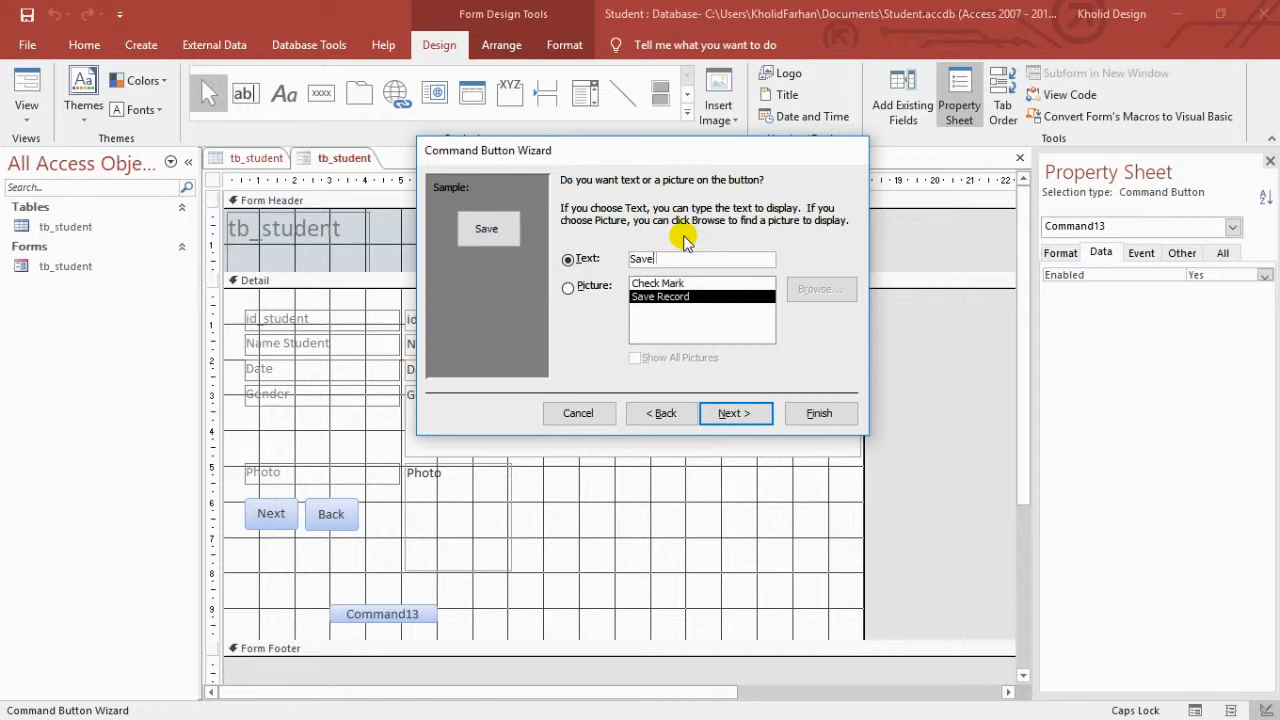 Form Design Tools
Student : Database- C:\Users\KholidFarhan\Documents\Student.accdb (Access 2007 - 201...
Kholid Design
File
Home
Create
External Data
Database Tools
Help
Design
Arrange
Format
Tell me what you want to do
View
Views
Aa
Themes
Colors
Fonts
Themes
ab
Aa
xxxx
XYZ
Insert
Image
Logo
Title
Date and Time
Add Existing
Fields
Property
Sheet
Tab
Order
Subform in New Window
View Code
Convert Form's Macros to Visual Basic
Tools
All Access Obje...
Search...
Tables
tb_student
Forms
tb_student
tb_student
tb_student
Form Header
tb_student
Detail
id_student
Name Student
Date
Gender
Photo
Photo
Next
Back
Command13
Form Footer
Command Button Wizard
Sample:
Save
Do you want text or a picture on the button?
If you choose Text, you can type the text to display. If you
choose Picture, you can click Browse to find a picture to display.
Text:
Save
Picture:
Check Mark
Save Record
Browse...
Show All Pictures
Cancel
< Back
Next >
Finish
Property Sheet
Selection type: Command Button
Command13
Format
Data
Event
Other
All
Enabled
Yes
Command Button Wizard
Caps Lock